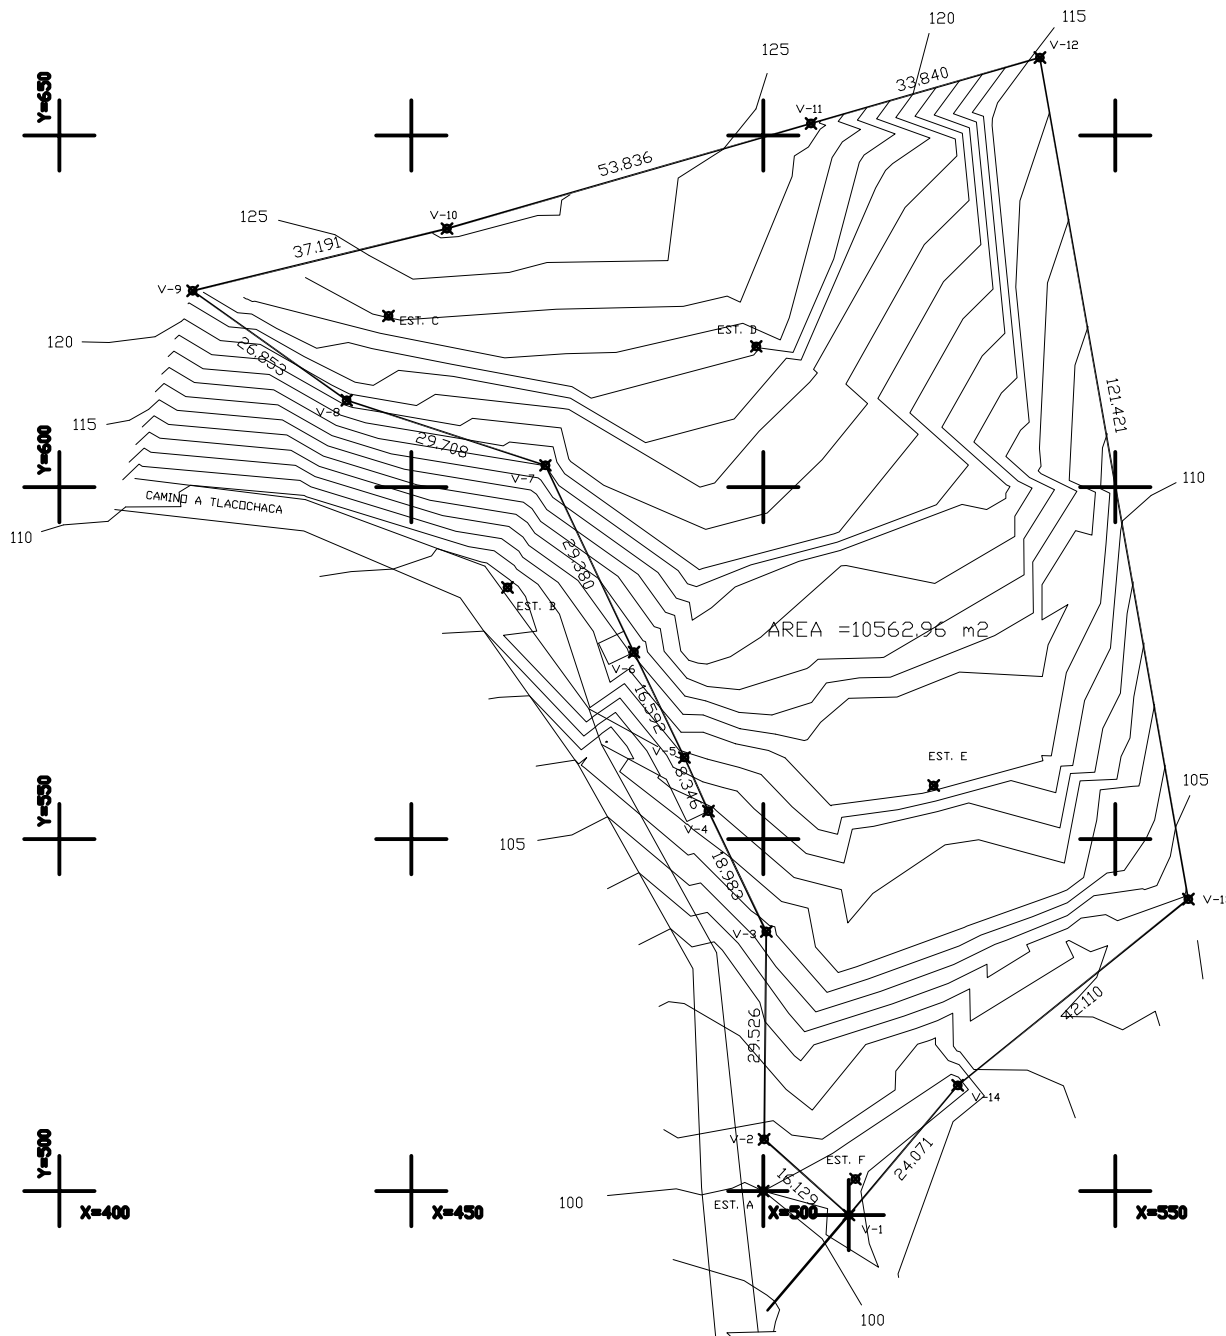 120
115
125
V-12
Y=650
33.840
V-11
53.836
125
V-10
37.191
V-9
EST. C
EST. D
120
26.853
V-8
121.421
115
Y=600
29.708
V-7
110
CAMINO A TLACOCHACA
110
29.380
EST. B
AREA =10562.96 m2
V-6
16.592
V-5
EST. E
8.346
105
Y=550
V-4
105
18.983
V-13
V-3
42.110
29.526
V-14
V-2
Y=500
EST. F
24.071
16.129
100
EST. A
X=400
X=450
X=500
X=550
V-1
100